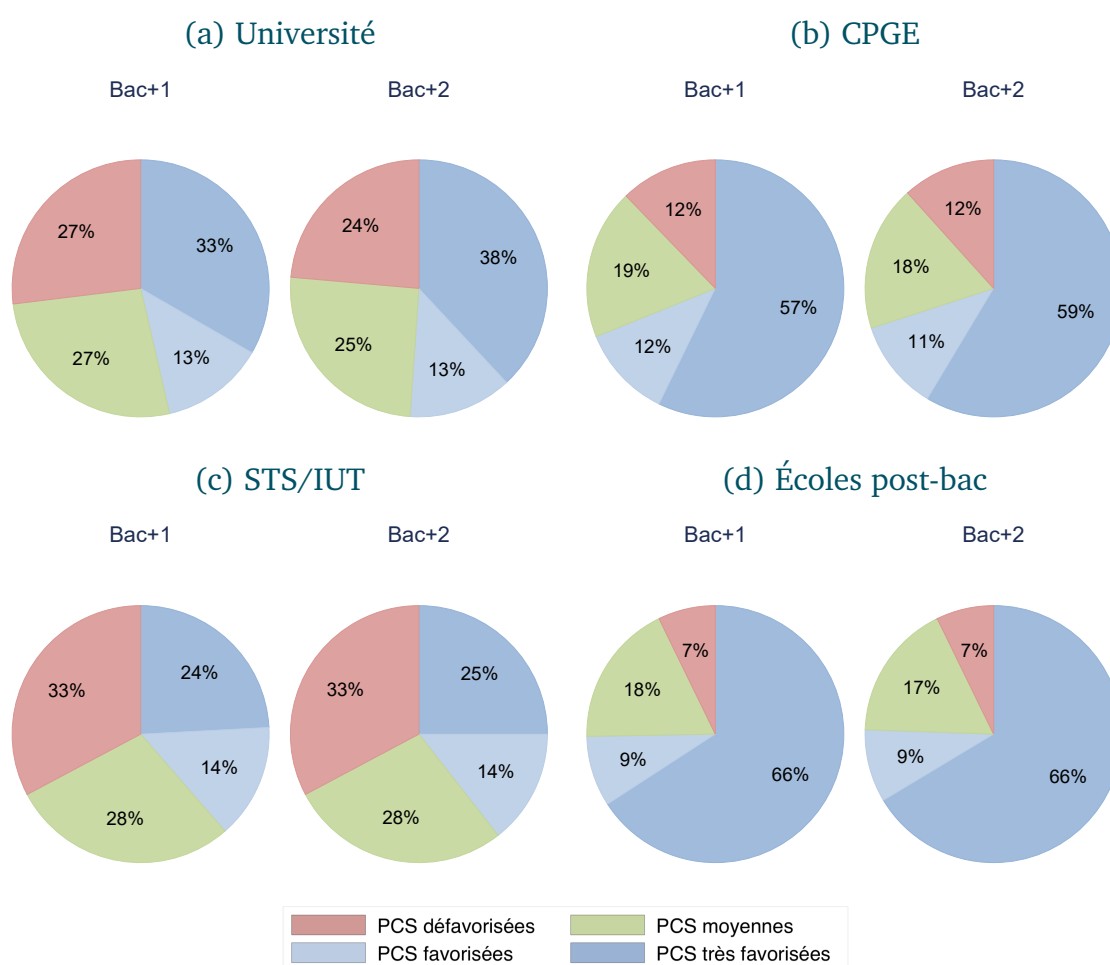 (a) Université
(b) CPGE
Bac+1
Bac+2
Bac+1
Bac+2
27%
33%
27%
13%
24%
38%
25%
13%
12%
19%
57%
12%
12%
18%
59%
11%
(c) STS/IUT
(d) Écoles post-bac
Bac+1
Bac+2
Bac+1
Bac+2
33%
24%
14%
28%
33%
25%
14%
28%
7%
18%
9%
66%
7%
17%
9%
66%
PCS défavorisées
PCS moyennes
PCS favorisées
PCS très favorisées